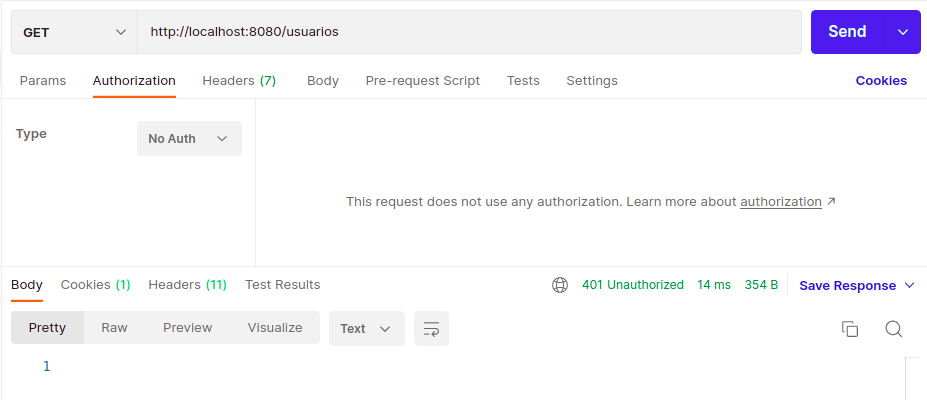 GET http://localhost:8080/usuarios Send
Params Authorization Headers (7) Body Pre-request Script Tests Settings Cookies
Type No Auth
This request does not use any authorization. Learn more about authorization ↗
Body Cookies (1) Headers (11) Test Results 401 Unauthorized 14 ms 354 B Save Response
Pretty Raw Preview Visualize Text
1